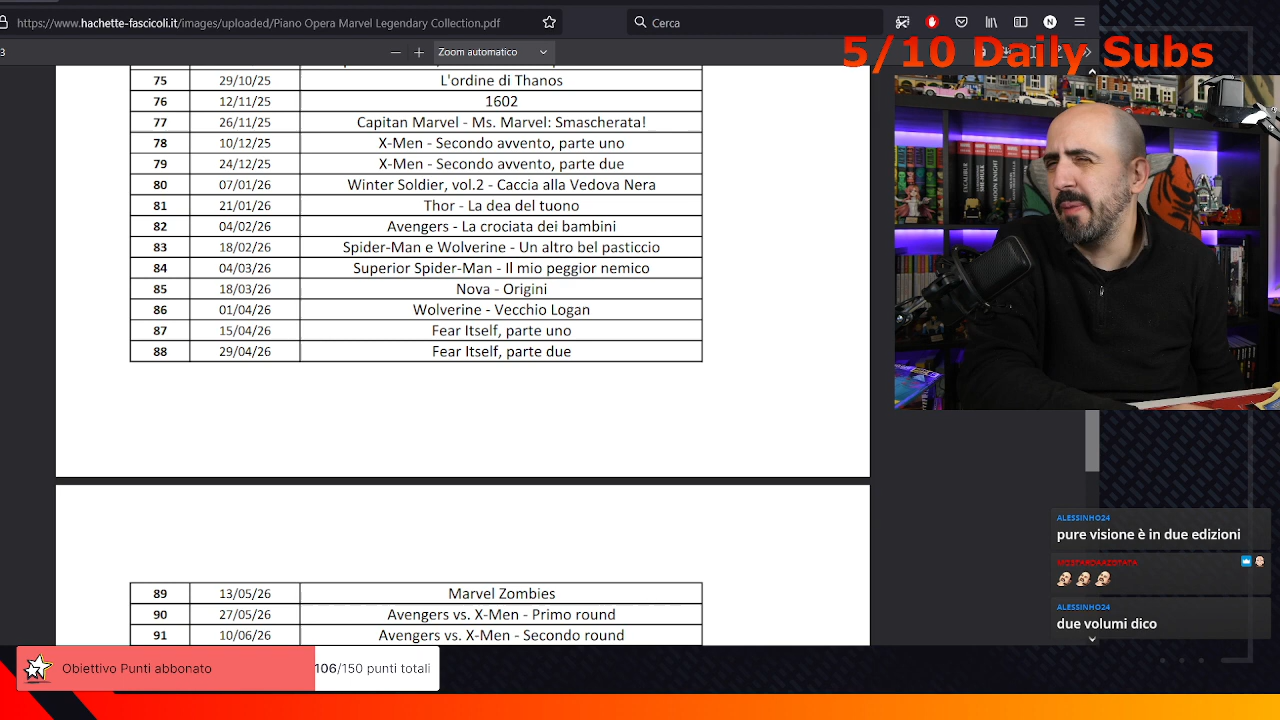 https://www.hachette-fascicoli.it/images/uploaded/Piano Opera Marvel Legendary Collection.pdf
Cerca
3
Zoom automatico
5/10 Daily Subs
75 29/10/25 L'ordine di Thanos
76 12/11/25 1602
77 26/11/25 Capitan Marvel - Ms. Marvel: Smascherata!
78 10/12/25 X-Men - Secondo avvento, parte uno
79 24/12/25 X-Men - Secondo avvento, parte due
80 07/01/26 Winter Soldier, vol.2 - Caccia alla Vedova Nera
81 21/01/26 Thor - La dea del tuono
82 04/02/26 Avengers - La crociata dei bambini
83 18/02/26 Spider-Man e Wolverine - Un altro bel pasticcio
84 04/03/26 Superior Spider-Man - Il mio peggior nemico
85 18/03/26 Nova - Origini
86 01/04/26 Wolverine - Vecchio Logan
87 15/04/26 Fear Itself, parte uno
88 29/04/26 Fear Itself, parte due
89 13/05/26 Marvel Zombies
90 27/05/26 Avengers vs. X-Men - Primo round
91 10/06/26 Avengers vs. X-Men - Secondo round
EXCALIBUR
SHE-HULK
MOON KNIGHT
ALESSINHO24
pure visione è in due edizioni
ALESSINHO24
due volumi dico
Obiettivo Punti abbonato
106/150 punti totali